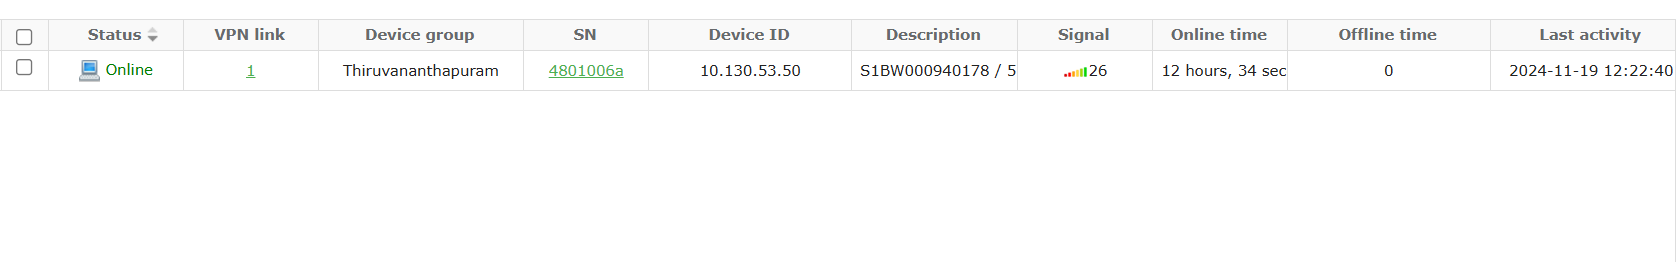 Status VPN link Device group SN Device ID Description Signal Online time Offline time Last activity
Online 1 Thiruvananthapuram 4801006a 10.130.53.50 S1BW000940178 / 5 26 12 hours, 34 sec 0 2024-11-19 12:22:40